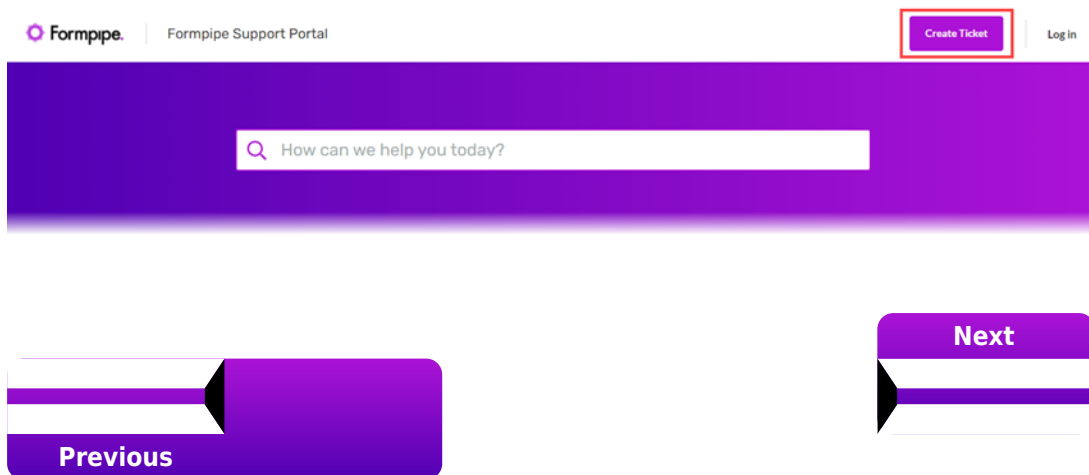 Formpipe.
Formpipe Support Portal
Create Ticket
Log in
How can we help you today?
Next
Previous